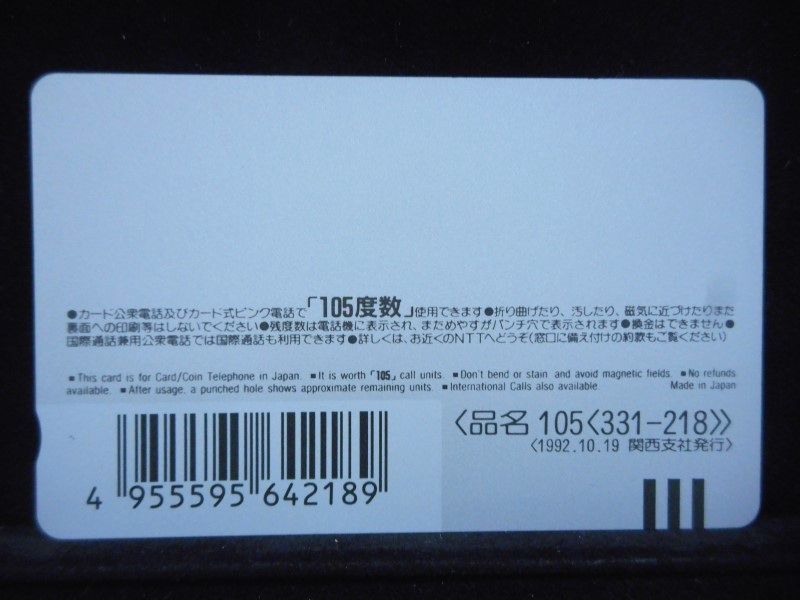 ●カード公衆電話及びカード式ピンク電話で「105度数」使用できます●折り曲げたり、汚したり、磁気に近づけたりまた
裏面への印刷等はしないでください●残度数は電話機に表示され、まためやすがパンチ穴で表示されます●換金はできません●
国際通話兼用公衆電話では国際通話も利用できます●詳しくは、お近くのNTTへどうぞ(窓口に備え付けの約款もご覧ください)
■This card is for Card/Coin Telephone in Japan. ■It is worth「105」call units. ■Don't bend or stain, and avoid magnetic fields. ■No refunds
available. ■After usage, a punched hole shows approximate remaining units. ■International Calls also available. Made in Japan
〈品名 105〈331-218〉〉
〈1992.10.19 関西支社発行〉
4 955595 642189